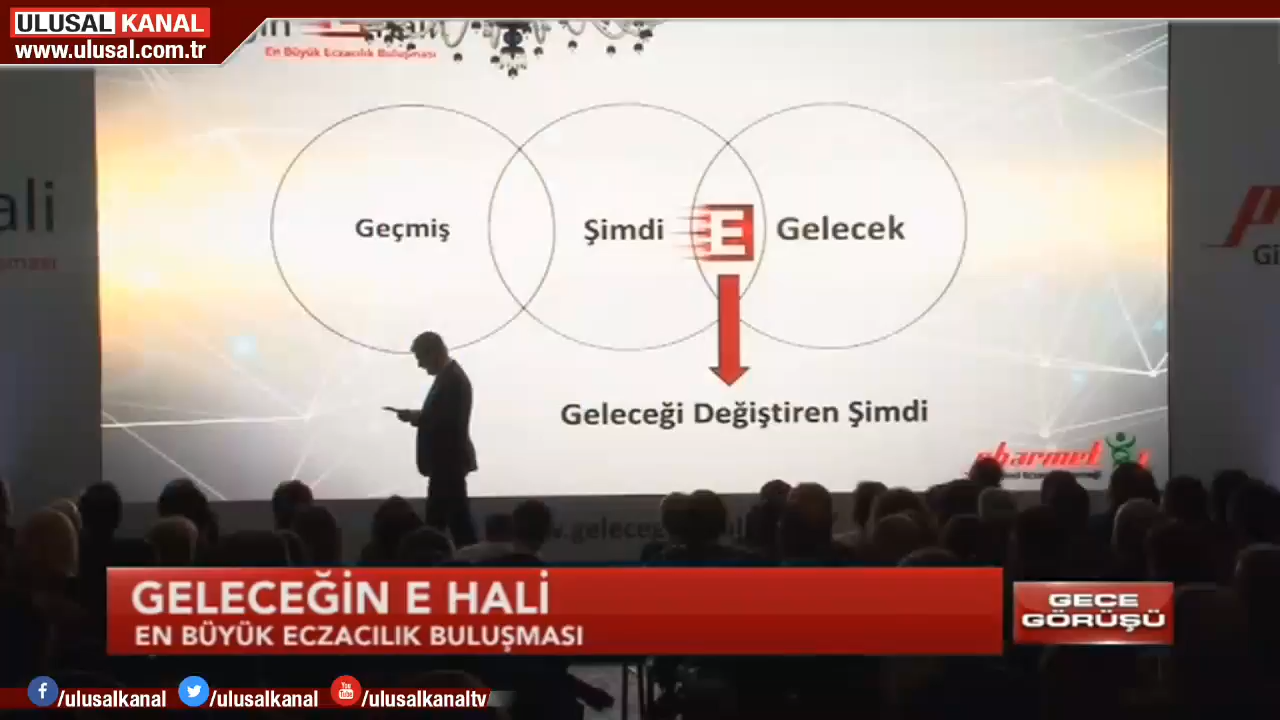 ULUSAL KANAL
www.ulusal.com.tr
En Büyük Eczacılık Buluşması
Geçmiş
Şimdi
E
Gelecek
Geleceği Değiştiren Şimdi
ali
GELECEĞİN E HALİ
EN BÜYÜK ECZACILIK BULUŞMASI
GECE
GÖRÜŞÜ
/ulusalkanal
/ulusalkanal
/ulusalkanaltv